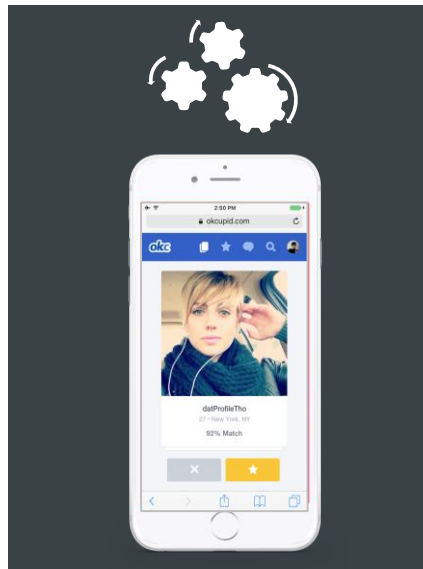 2:50 PM
okcupid.com
okc
datProfileTho
27 • New York, NY
92% Match